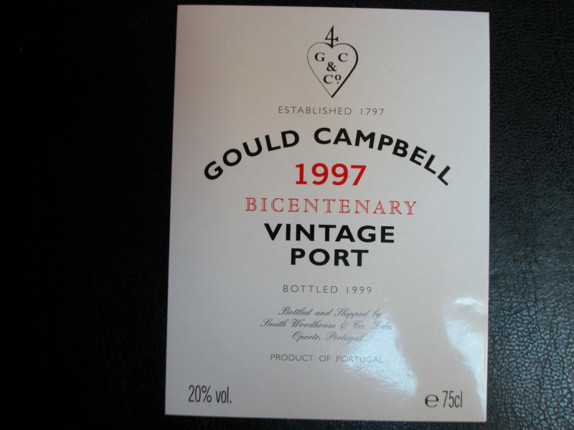 4
G C
&
Cº
ESTABLISHED 1797
GOULD CAMPBELL
1997
BICENTENARY
VINTAGE
PORT
BOTTLED 1999
Bottled and Shipped by
Smith Woodhouse & Co. Lda.
Oporto, Portugal
PRODUCT OF PORTUGAL
20% vol.
e 75cl